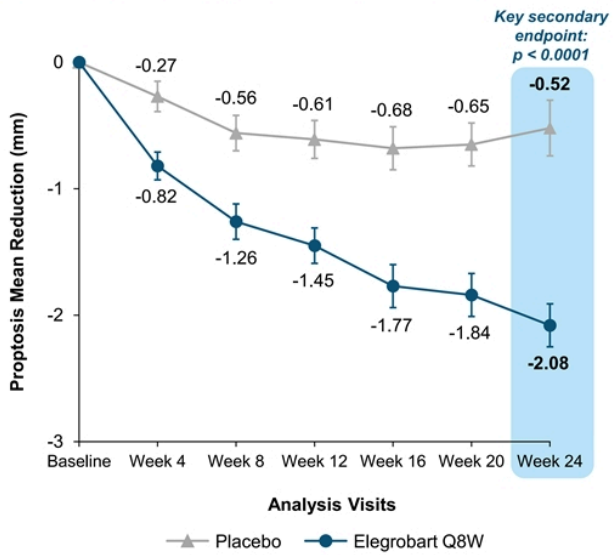 Key secondary
endpoint:
p < 0.0001
Proptosis Mean Reduction (mm)
0
-1
-2
-3
-0.27
-0.56
-0.61
-0.68
-0.65
-0.52
-0.82
-1.26
-1.45
-1.77
-1.84
-2.08
Baseline Week 4 Week 8 Week 12 Week 16 Week 20 Week 24
Analysis Visits
Placebo Elegrobart Q8W